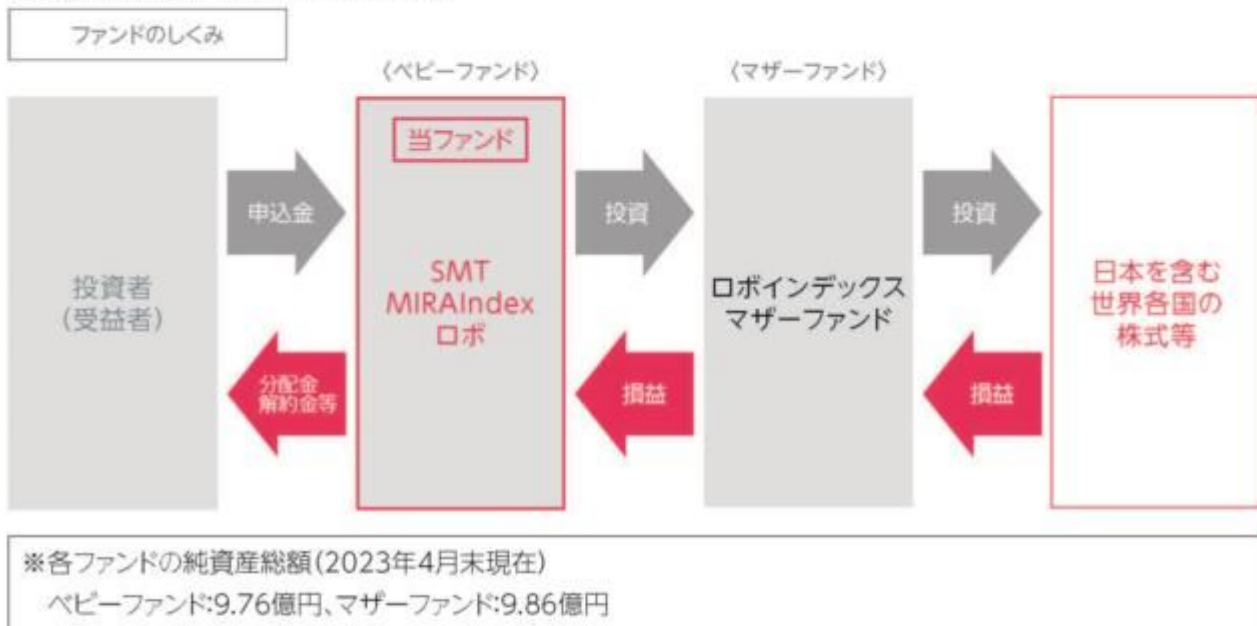 ファンドのしくみ
〈ベビーファンド〉
〈マザーファンド〉
投資者
(受益者)
申込金
分配金
解約金等
当ファンド
SMT
MIRAIndex
ロボ
投資
損益
ロボインデックス
マザーファンド
投資
損益
日本を含む
世界各国の
株式等
※各ファンドの純資産総額(2023年4月末現在)
ベビーファンド:9.76億円、マザーファンド:9.86億円